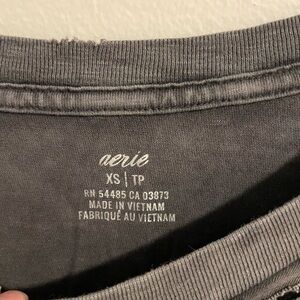 aerie
XS | TP
RN 54485 CA 03873
MADE IN VIETNAM
FABRIQUÉ AU VIETNAM